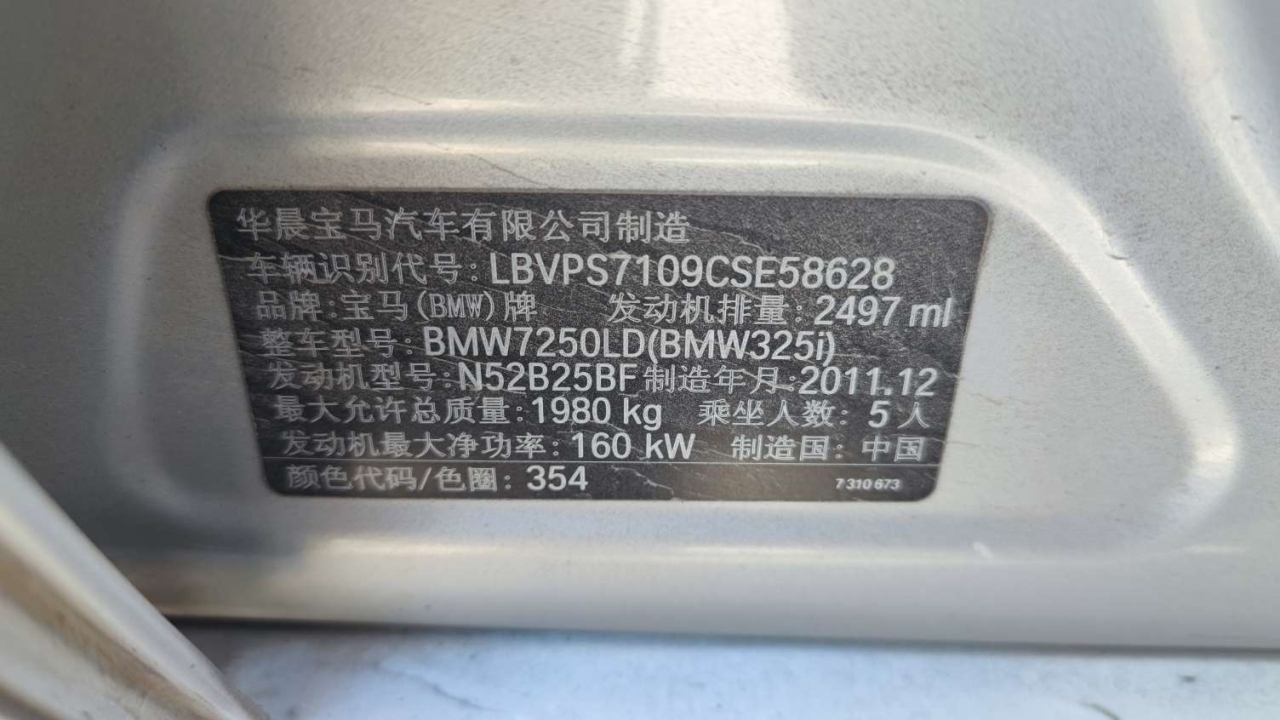 华晨宝马汽车有限公司制造
车辆识别代号: LBVPS7109CSE58628
品牌: 宝马(BMW)牌 发动机排量: 2497 ml
整车型号: BMW7250LD(BMW325i)
发动机型号: N52B25BF 制造年月: 2011.12
最大允许总质量: 1980 kg 乘坐人数: 5人
发动机最大净功率: 160 kW 制造国: 中国
颜色代码/色圈: 354 7 310 673